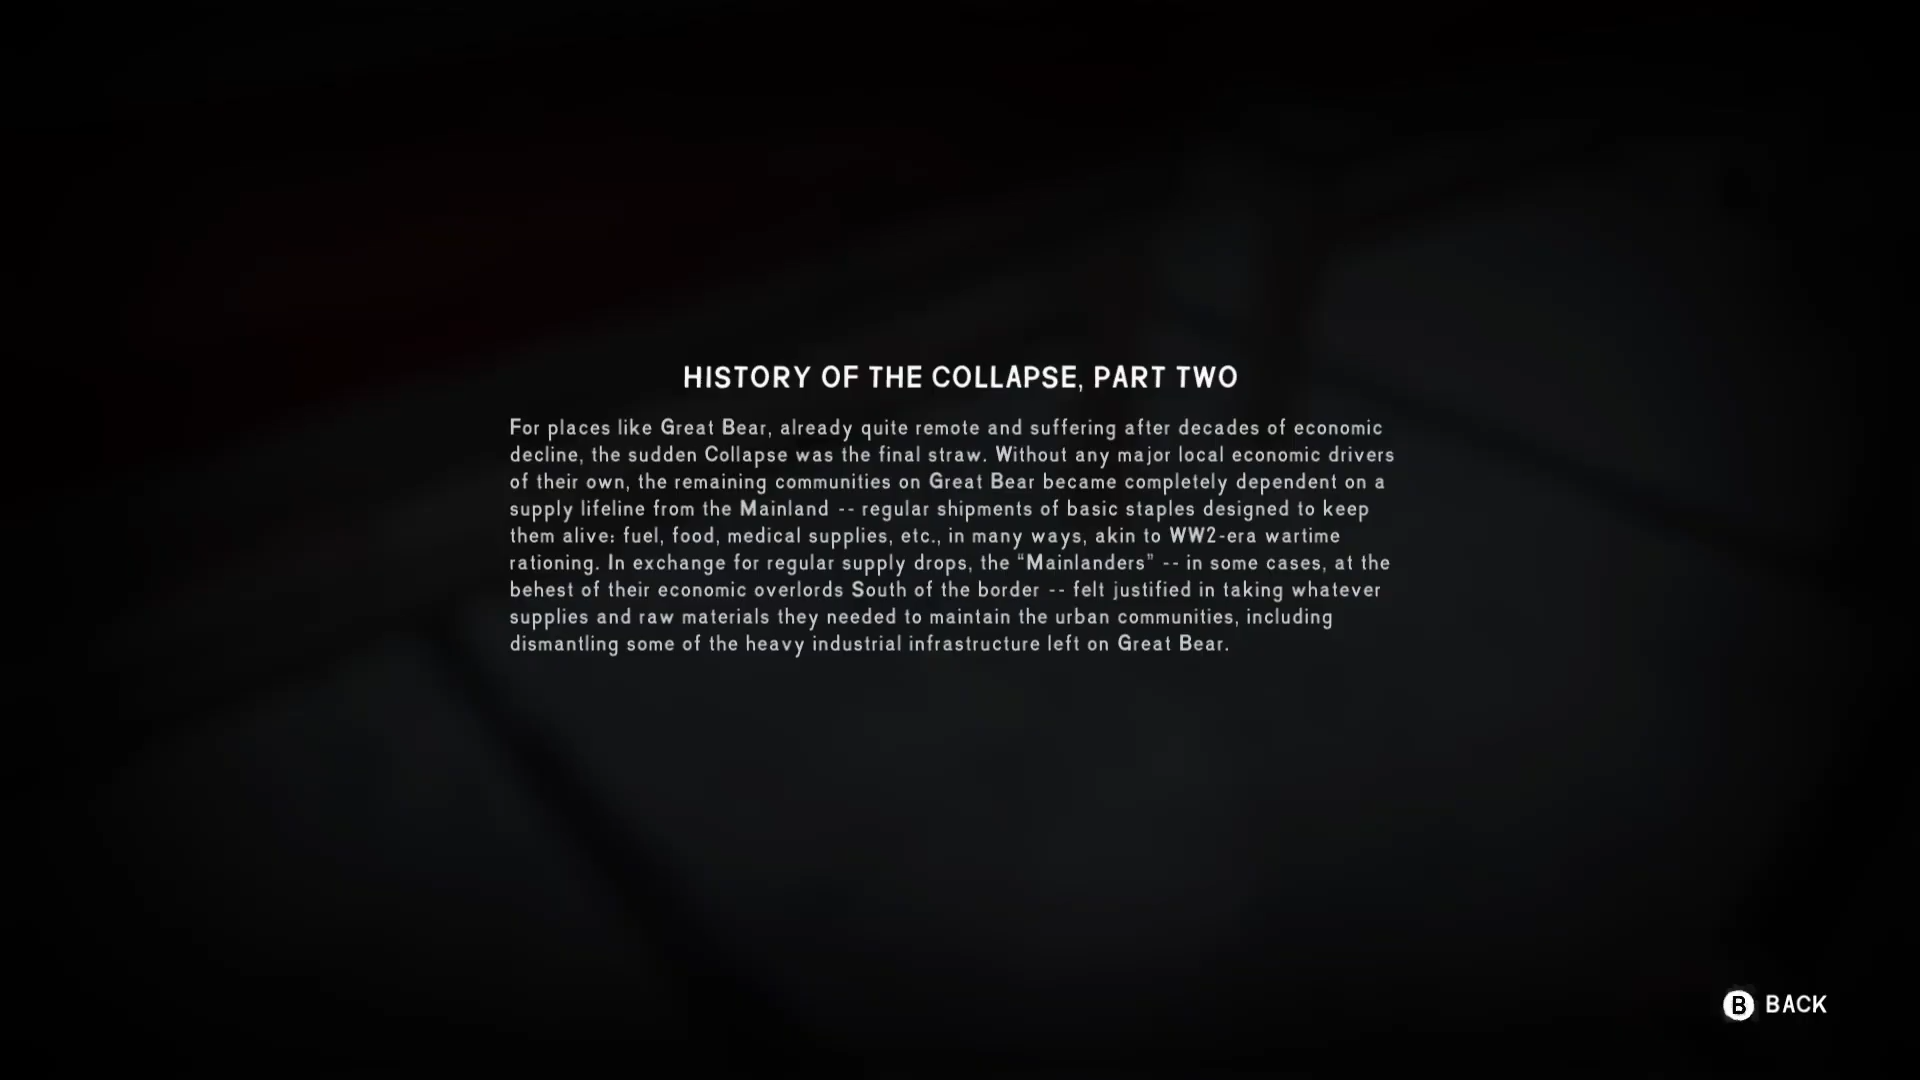 HISTORY OF THE COLLAPSE, PART TWO
For places like Great Bear, already quite remote and suffering after decades of economic
decline, the sudden Collapse was the final straw. Without any major local economic drivers
of their own, the remaining communities on Great Bear became completely dependent on a
supply lifeline from the Mainland -- regular shipments of basic staples designed to keep
them alive: fuel, food, medical supplies, etc., in many ways, akin to WW2-era wartime
rationing. In exchange for regular supply drops, the “Mainlanders” -- in some cases, at the
behest of their economic overlords South of the border -- felt justified in taking whatever
supplies and raw materials they needed to maintain the urban communities, including
dismantling some of the heavy industrial infrastructure left on Great Bear.
B BACK